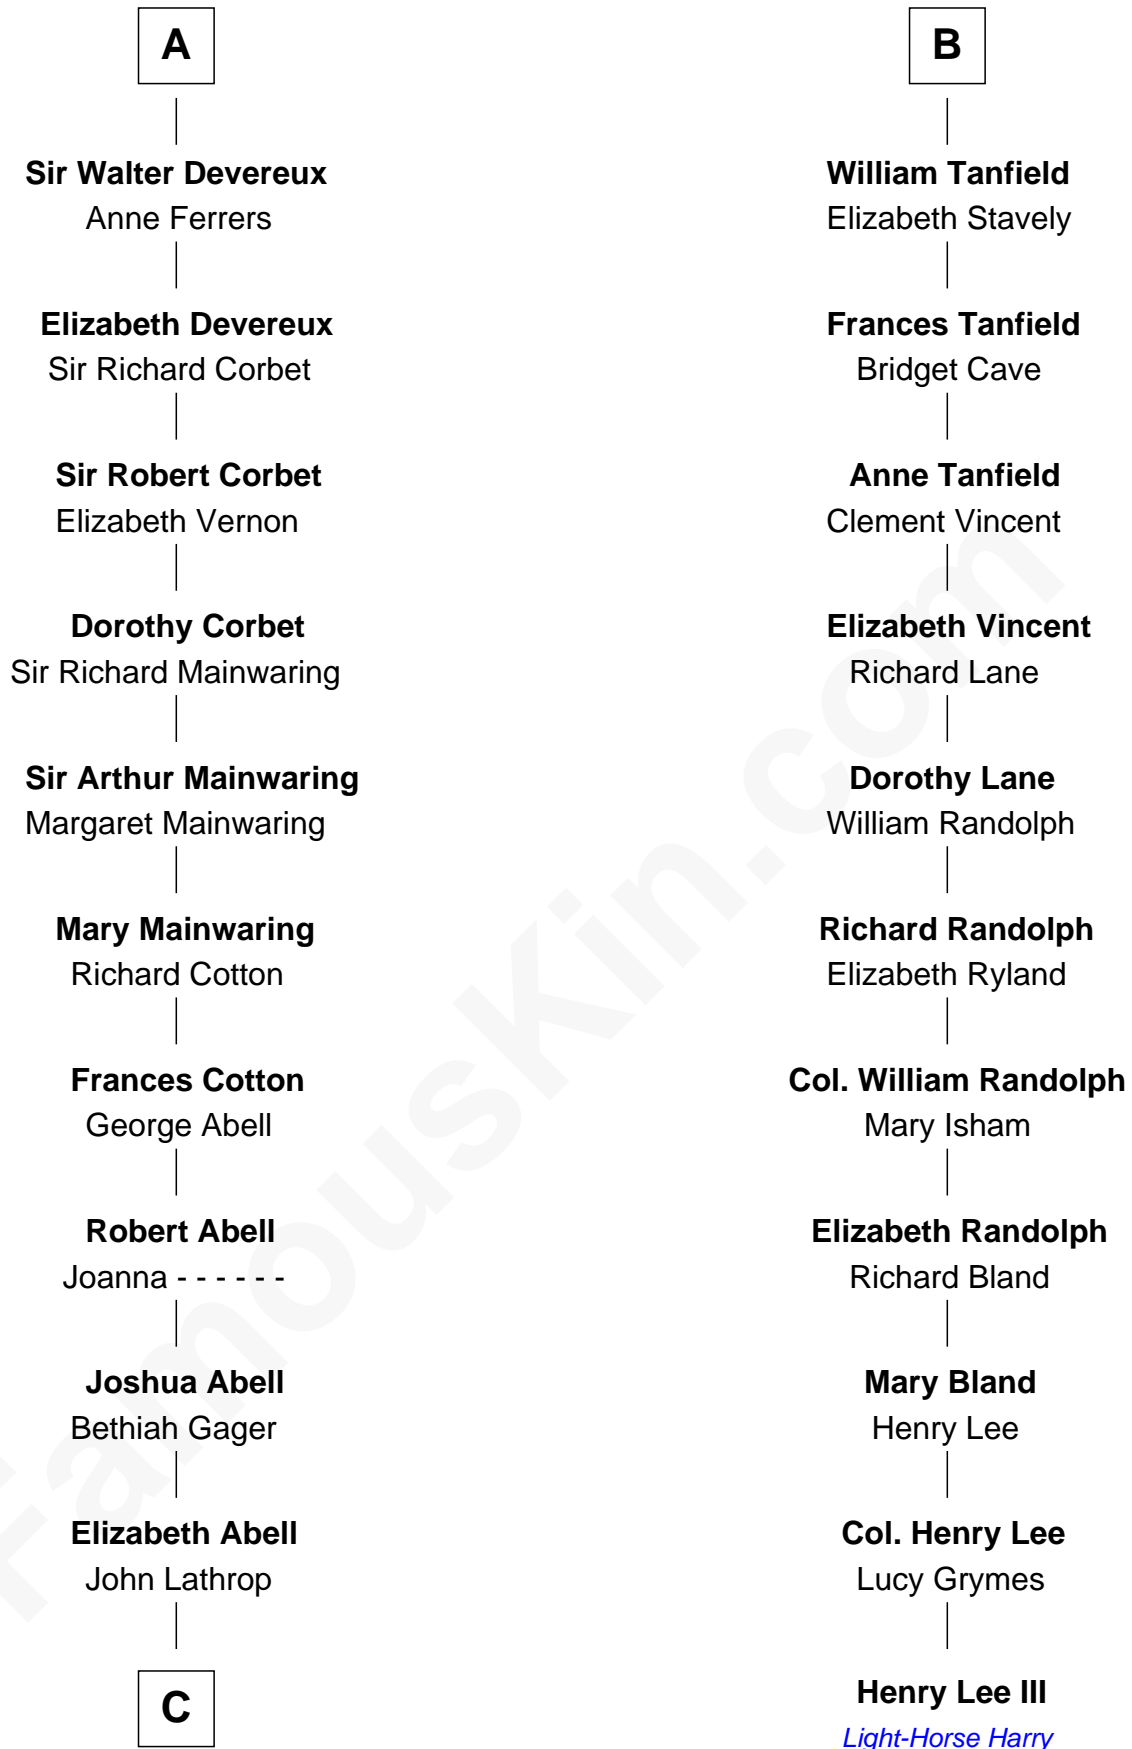 A
Sir Walter Devereux
Anne Ferrers
Elizabeth Devereux
Sir Richard Corbet
Sir Robert Corbet
Elizabeth Vernon
Dorothy Corbet
Sir Richard Mainwaring
Sir Arthur Mainwaring
Margaret Mainwaring
Mary Mainwaring
Richard Cotton
Frances Cotton
George Abell
Robert Abell
Joanna - - - - - -
Joshua Abell
Bethiah Gager
Elizabeth Abell
John Lathrop
C
B
William Tanfield
Elizabeth Stavely
Frances Tanfield
Bridget Cave
Anne Tanfield
Clement Vincent
Elizabeth Vincent
Richard Lane
Dorothy Lane
William Randolph
Richard Randolph
Elizabeth Ryland
Col. William Randolph
Mary Isham
Elizabeth Randolph
Richard Bland
Mary Bland
Henry Lee
Col. Henry Lee
Lucy Grymes
Henry Lee III
Light-Horse Harry
FamousKin.com